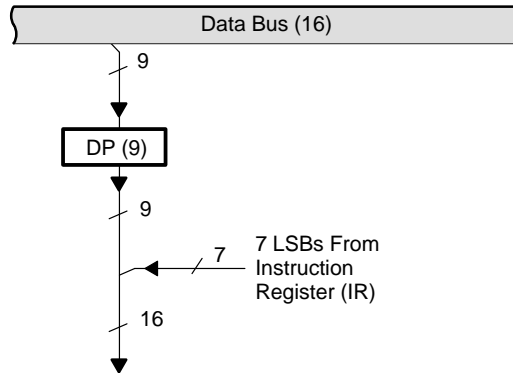 Data Bus (16)
9
DP (9)
9
7
7 LSBs From
Instruction
Register (IR)
16